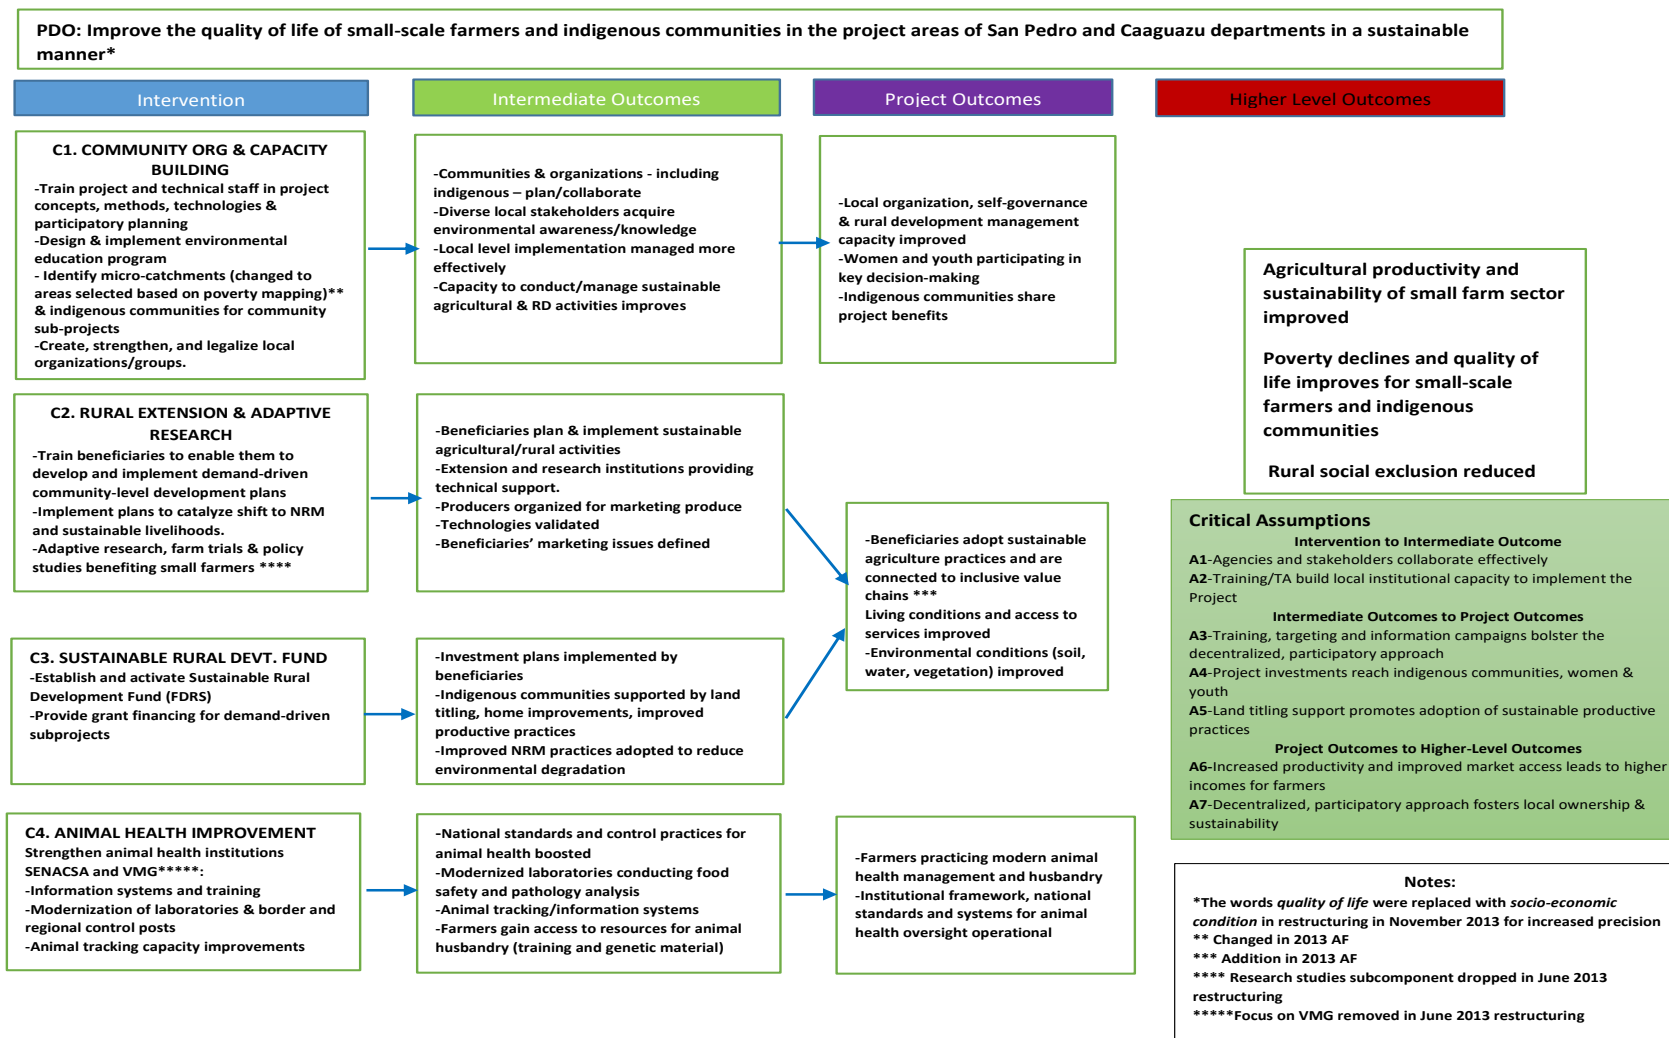 PDO: Improve the quality of life of small-scale farmers and indigenous communities in the project areas of San Pedro and Caaguazu departments in a sustainable
manner*
Intervention
Intermediate Outcomes
Project Outcomes
Higher Level Outcomes
C1. COMMUNITY ORG & CAPACITY
BUILDING
-Train project and technical staff in project
concepts, methods, technologies &
participatory planning
-Design & implement environmental
education program
- Identify micro-catchments (changed to
areas selected based on poverty mapping)**
& indigenous communities for community
sub-projects
-Create, strengthen, and legalize local
organizations/groups.
-Communities & organizations - including
indigenous – plan/collaborate
-Diverse local stakeholders acquire
environmental awareness/knowledge
-Local level implementation managed more
effectively
-Capacity to conduct/manage sustainable
agricultural & RD activities improves
-Local organization, self-governance
& rural development management
capacity improved
-Women and youth participating in
key decision-making
-Indigenous communities share
project benefits
Agricultural productivity and
sustainability of small farm sector
improved
Poverty declines and quality of
life improves for small-scale
farmers and indigenous
communities
Rural social exclusion reduced
C2. RURAL EXTENSION & ADAPTIVE
RESEARCH
-Train beneficiaries to enable them to
develop and implement demand-driven
community-level development plans
-Implement plans to catalyze shift to NRM
and sustainable livelihoods.
-Adaptive research, farm trials & policy
studies benefiting small farmers ****
-Beneficiaries plan & implement sustainable
agricultural/rural activities
-Extension and research institutions providing
technical support.
-Producers organized for marketing produce
-Technologies validated
-Beneficiaries’ marketing issues defined
-Beneficiaries adopt sustainable
agriculture practices and are
connected to inclusive value
chains ***
Living conditions and access to
services improved
-Environmental conditions (soil,
water, vegetation) improved
C3. SUSTAINABLE RURAL DEVT. FUND
-Establish and activate Sustainable Rural
Development Fund (FDRS)
-Provide grant financing for demand-driven
subprojects
-Investment plans implemented by
beneficiaries
-Indigenous communities supported by land
titling, home improvements, improved
productive practices
-Improved NRM practices adopted to reduce
environmental degradation
C4. ANIMAL HEALTH IMPROVEMENT
Strengthen animal health institutions
SENACSA and VMG*****:
-Information systems and training
-Modernization of laboratories & border and
regional control posts
-Animal tracking capacity improvements
-National standards and control practices for
animal health boosted
-Modernized laboratories conducting food
safety and pathology analysis
-Animal tracking/information systems
-Farmers gain access to resources for animal
husbandry (training and genetic material)
-Farmers practicing modern animal
health management and husbandry
-Institutional framework, national
standards and systems for animal
health oversight operational
Critical Assumptions
Intervention to Intermediate Outcome
A1-Agencies and stakeholders collaborate effectively
A2-Training/TA build local institutional capacity to implement the
Project
Intermediate Outcomes to Project Outcomes
A3-Training, targeting and information campaigns bolster the
decentralized, participatory approach
A4-Project investments reach indigenous communities, women &
youth
A5-Land titling support promotes adoption of sustainable productive
practices
Project Outcomes to Higher-Level Outcomes
A6-Increased productivity and improved market access leads to higher
incomes for farmers
A7-Decentralized, participatory approach fosters local ownership &
sustainability
Notes:
*The words quality of life were replaced with socio-economic
condition in restructuring in November 2013 for increased precision
** Changed in 2013 AF
*** Addition in 2013 AF
**** Research studies subcomponent dropped in June 2013
restructuring
*****Focus on VMG removed in June 2013 restructuring